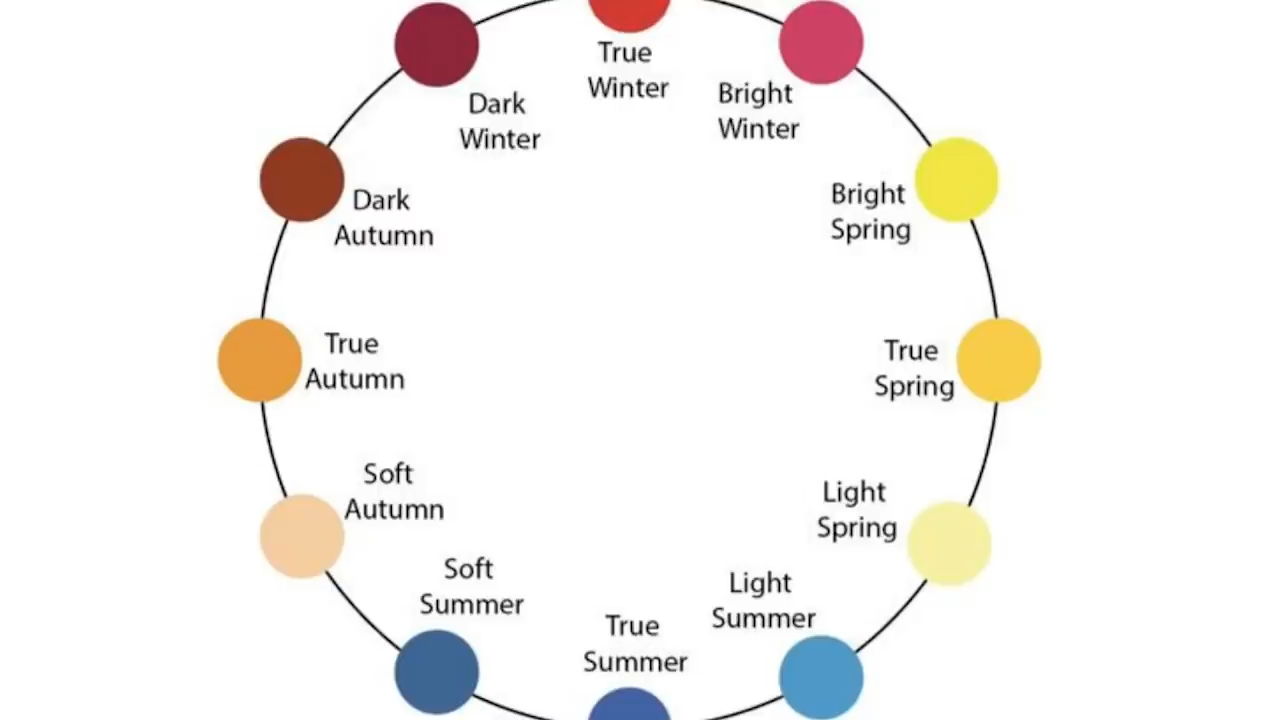 True
Winter
Bright
Winter
Bright
Spring
True
Spring
Light
Spring
Light
Summer
True
Summer
Soft
Summer
Soft
Autumn
True
Autumn
Dark
Autumn
Dark
Winter